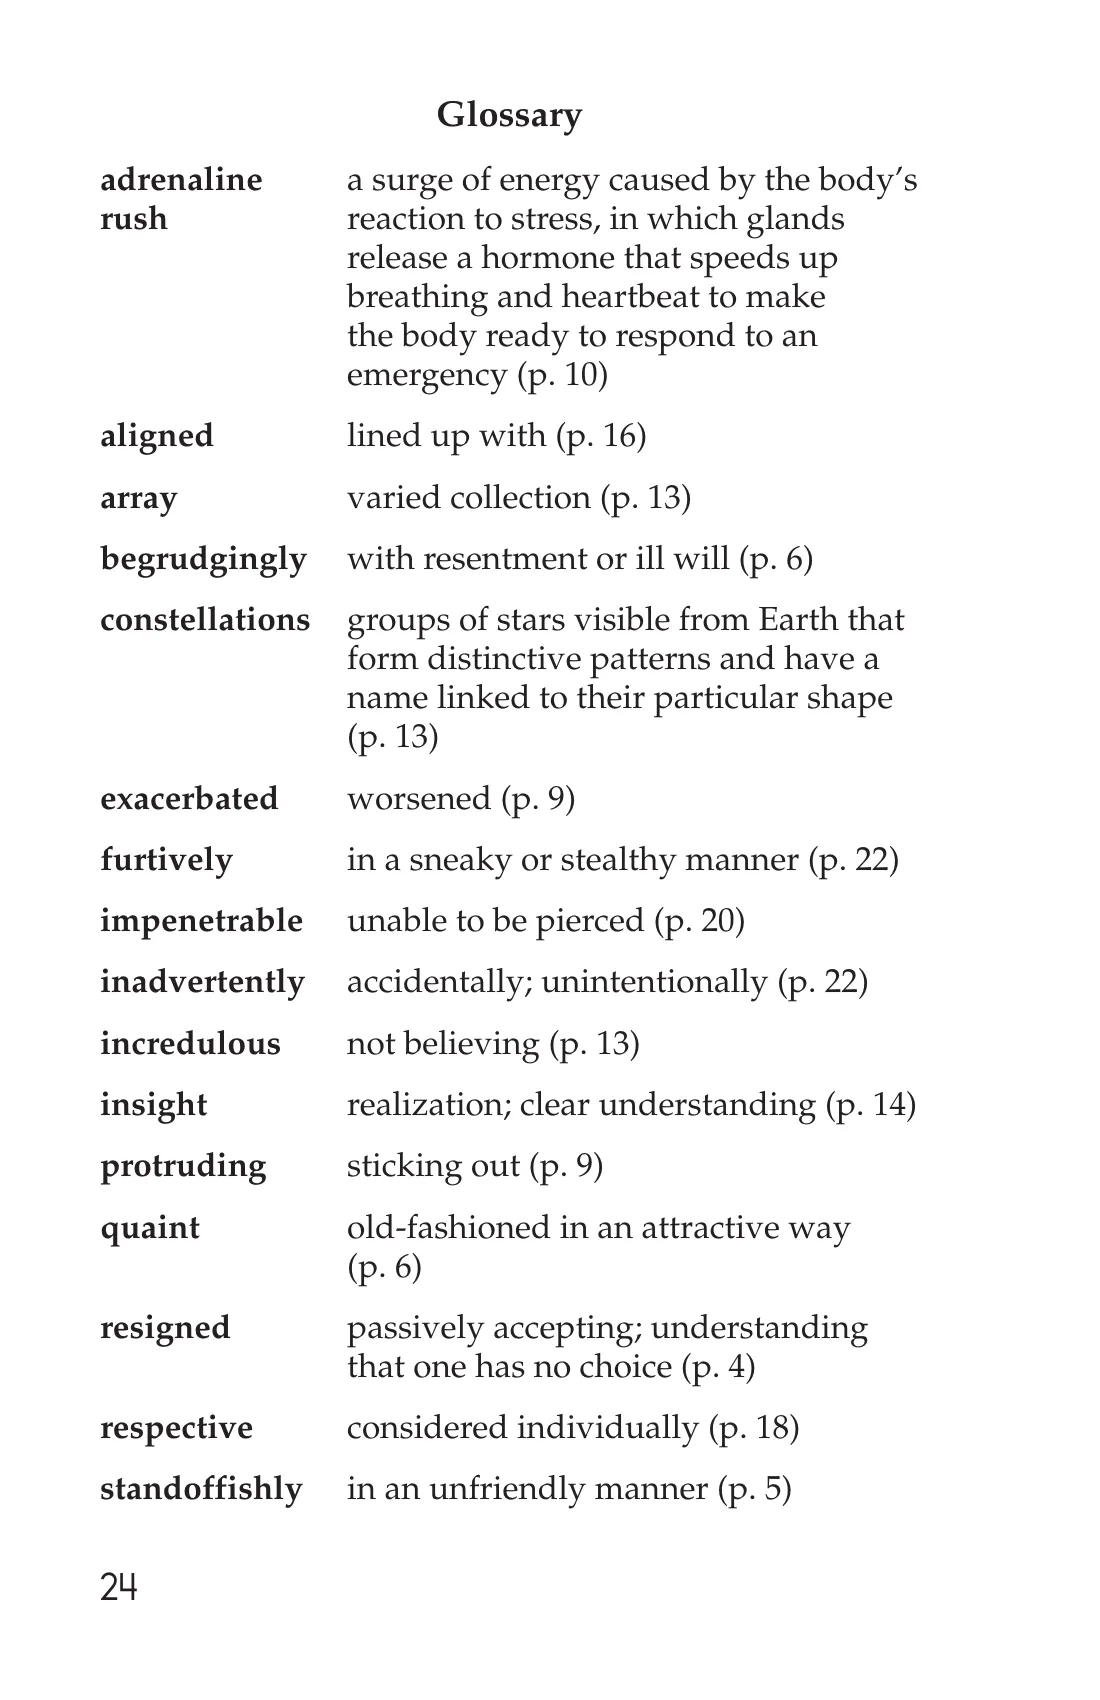 Glossary
adrenaline a surge of energy caused by the body’s
rush reaction to stress, in which glands
release a hormone that speeds up
breathing and heartbeat to make
the body ready to respond to an
emergency (p. 10)
aligned lined up with (p. 16)
array varied collection (p. 13)
begrudgingly with resentment or ill will (p. 6)
constellations groups of stars visible from Earth that
form distinctive patterns and have a
name linked to their particular shape
(p. 13)
exacerbated worsened (p. 9)
furtively in a sneaky or stealthy manner (p. 22)
impenetrable unable to be pierced (p. 20)
inadvertently accidentally; unintentionally (p. 22)
incredulous not believing (p. 13)
insight realization; clear understanding (p. 14)
protruding sticking out (p. 9)
quaint old-fashioned in an attractive way
(p. 6)
resigned passively accepting; understanding
that one has no choice (p. 4)
respective considered individually (p. 18)
standoffishly in an unfriendly manner (p. 5)
24